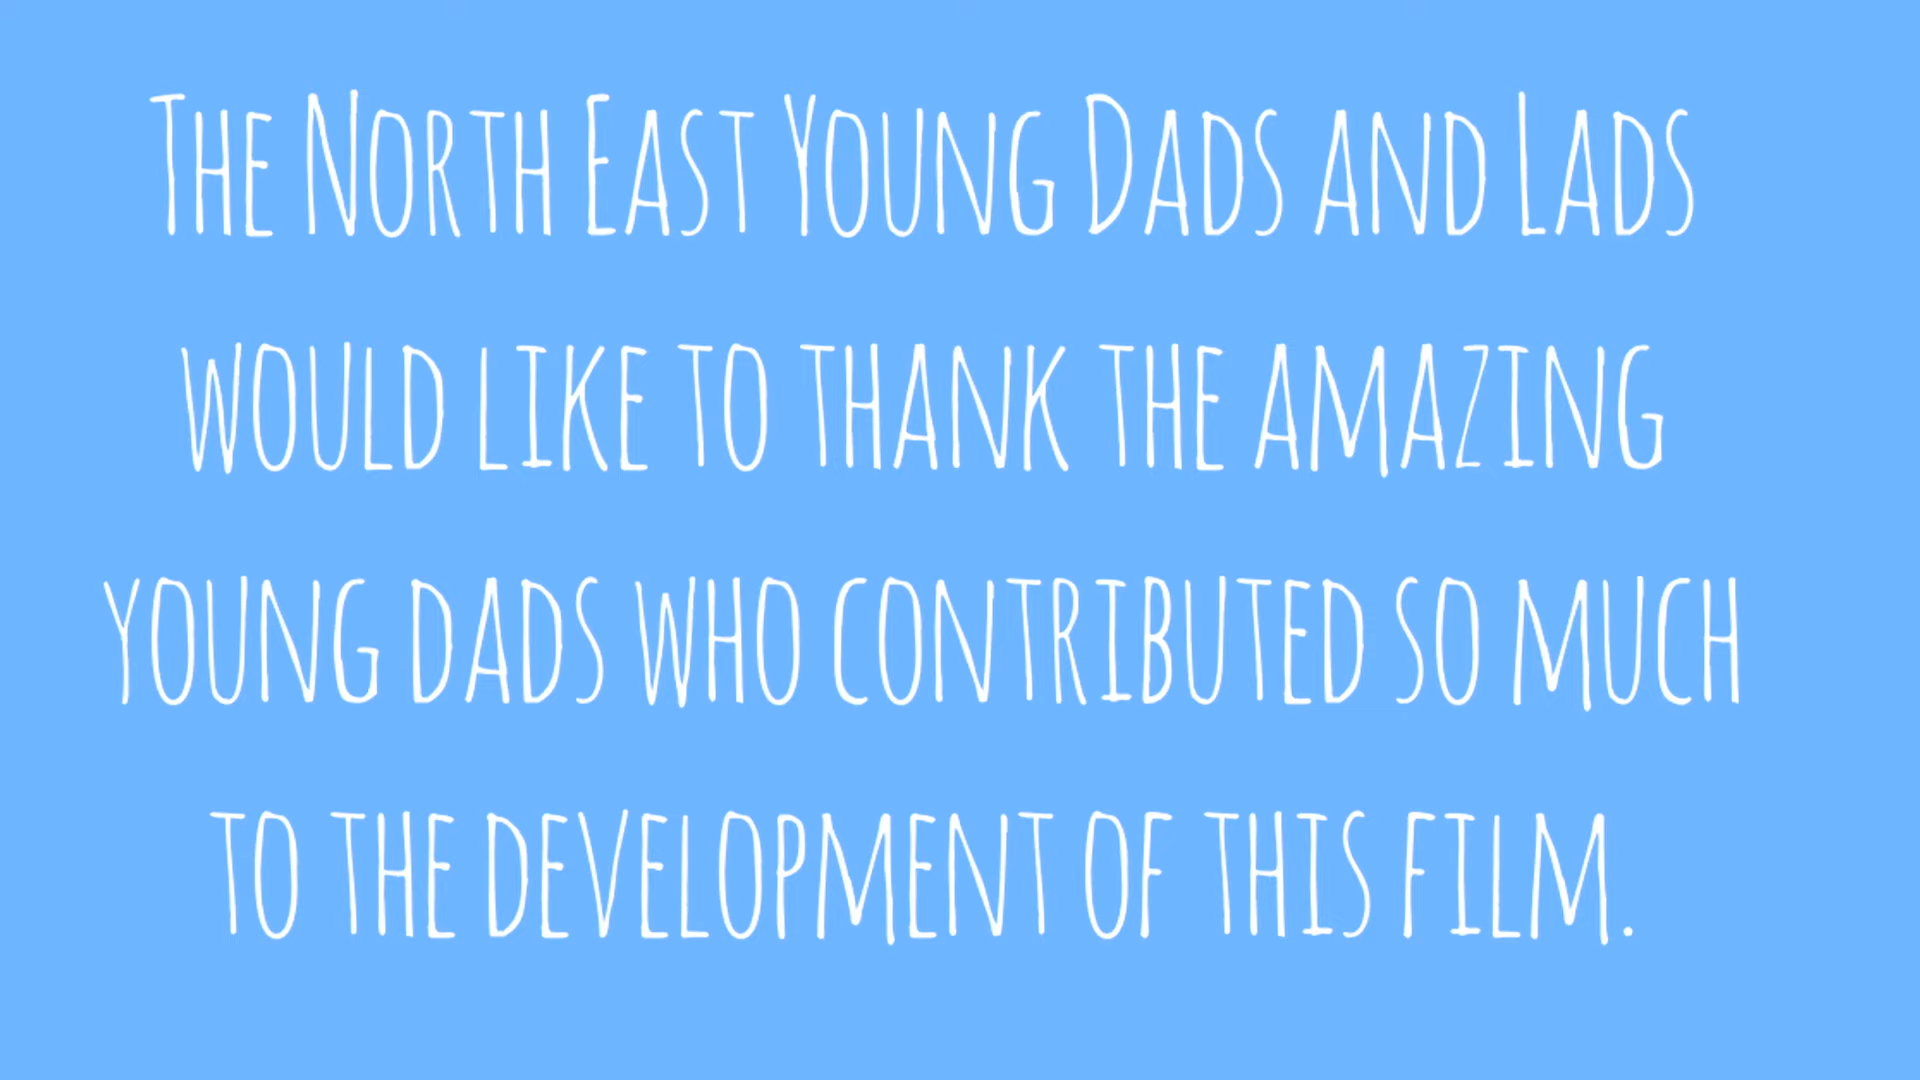 The North East Young Dads and Lads
would like to thank the amazing
young dads who contributed so much
to the development of this film.